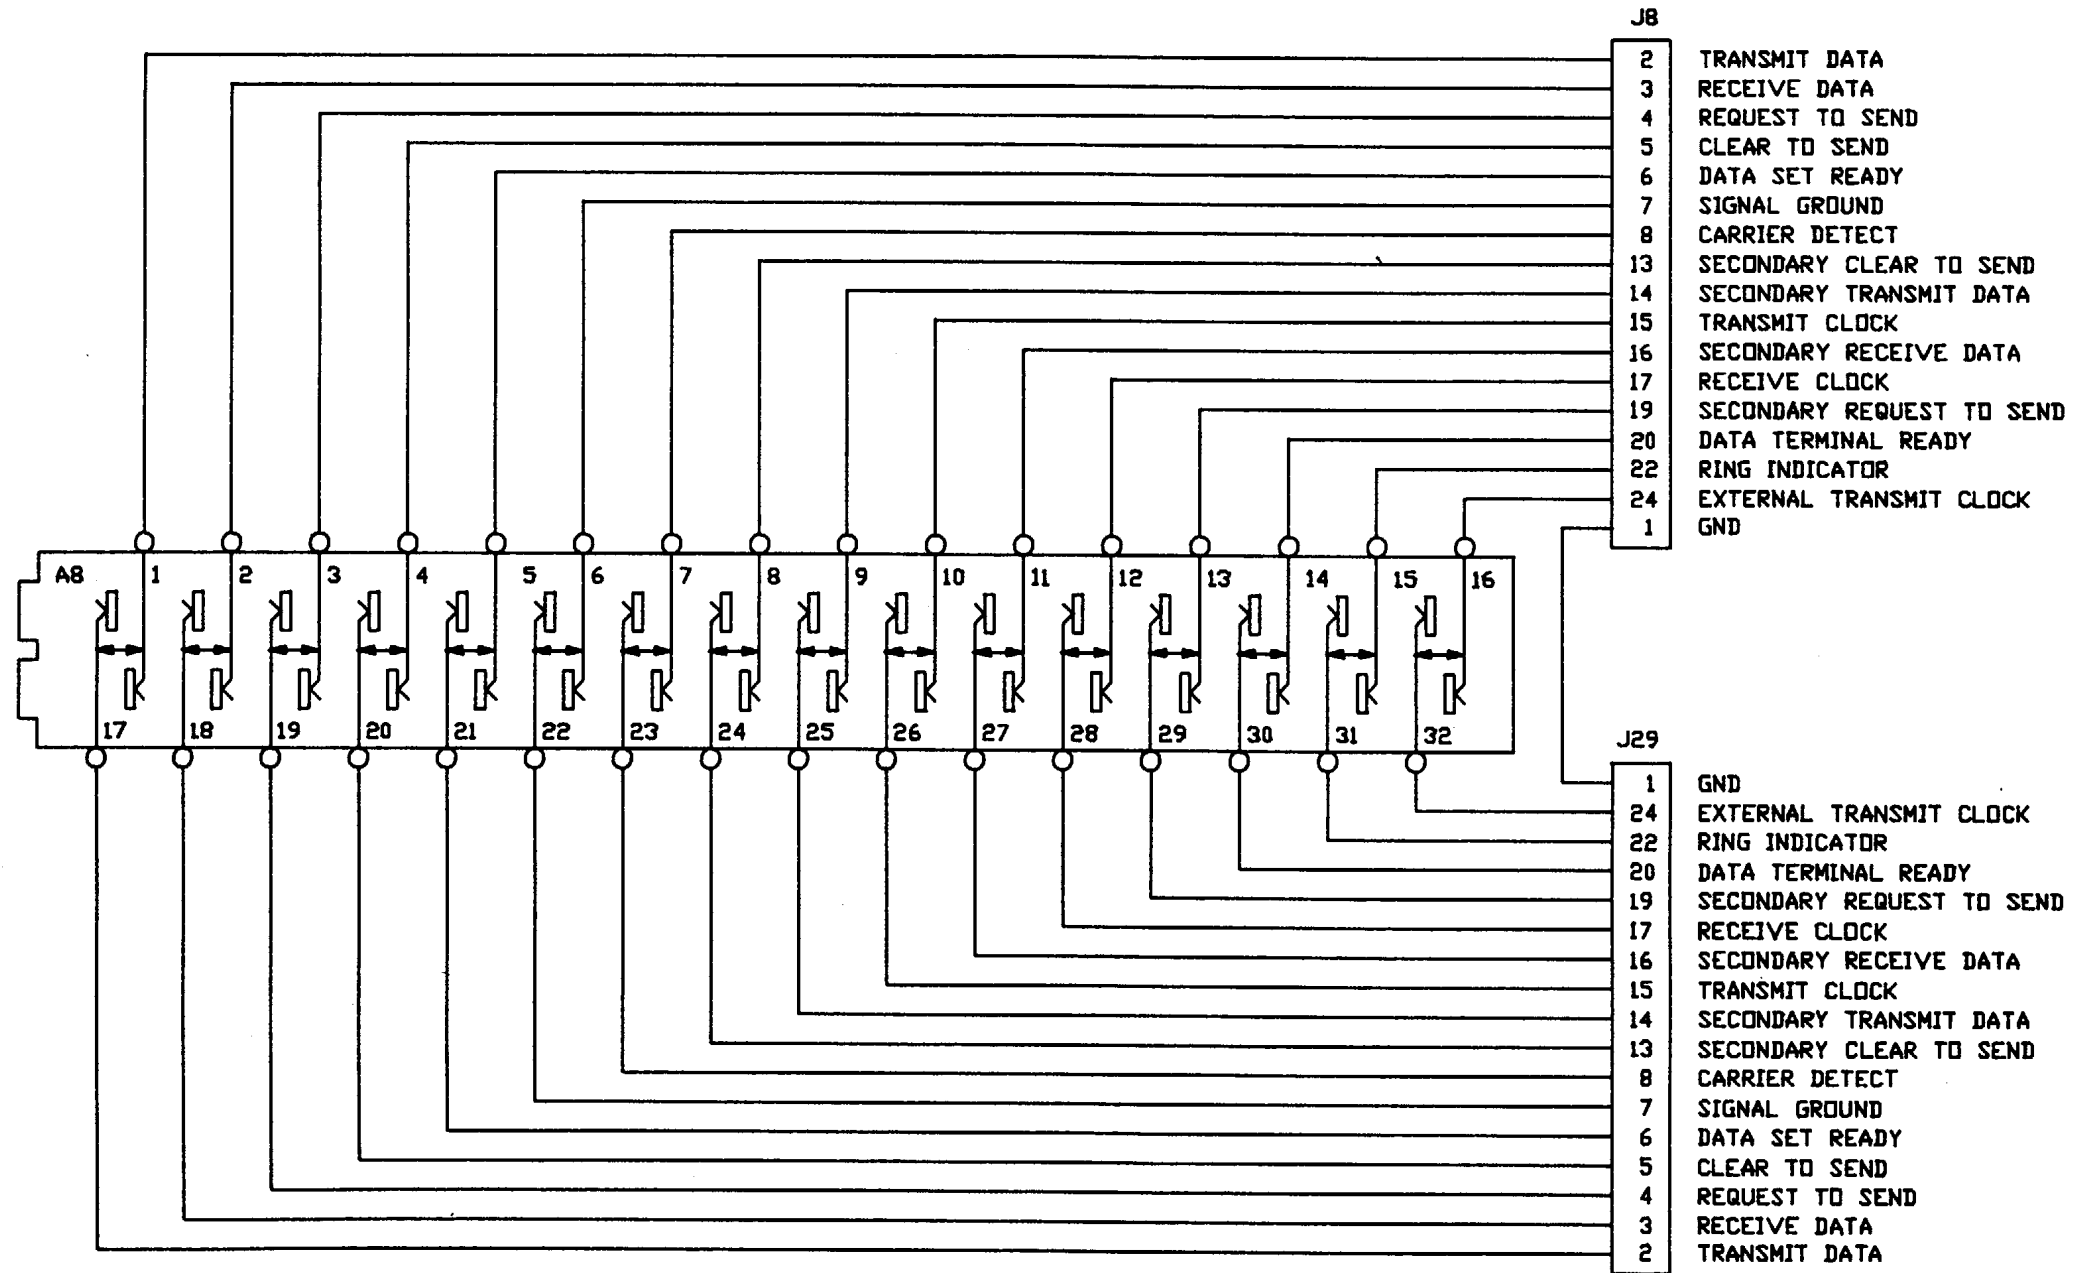 J8
2 TRANSMIT DATA
3 RECEIVE DATA
4 REQUEST TO SEND
5 CLEAR TO SEND
6 DATA SET READY
7 SIGNAL GROUND
8 CARRIER DETECT
13 SECONDARY CLEAR TO SEND
14 SECONDARY TRANSMIT DATA
15 TRANSMIT CLOCK
16 SECONDARY RECEIVE DATA
17 RECEIVE CLOCK
19 SECONDARY REQUEST TO SEND
20 DATA TERMINAL READY
22 RING INDICATOR
24 EXTERNAL TRANSMIT CLOCK
1 GND
A8 1 2 3 4 5 6 7 8 9 10 11 12 13 14 15 16
17 18 19 20 21 22 23 24 25 26 27 28 29 30 31 32
J29
1 GND
24 EXTERNAL TRANSMIT CLOCK
22 RING INDICATOR
20 DATA TERMINAL READY
19 SECONDARY REQUEST TO SEND
17 RECEIVE CLOCK
16 SECONDARY RECEIVE DATA
15 TRANSMIT CLOCK
14 SECONDARY TRANSMIT DATA
13 SECONDARY CLEAR TO SEND
8 CARRIER DETECT
7 SIGNAL GROUND
6 DATA SET READY
5 CLEAR TO SEND
4 REQUEST TO SEND
3 RECEIVE DATA
2 TRANSMIT DATA